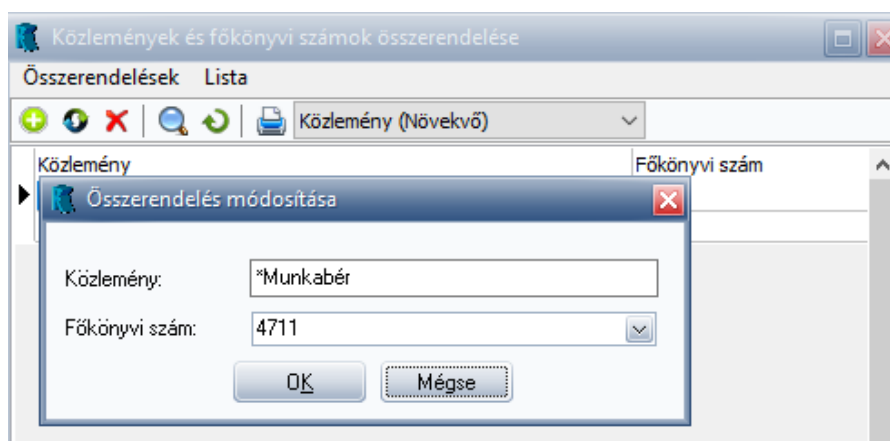 Közlemények és főkönyvi számok összerendelése
Összerendelések Lista
Közlemény (Növekvő)
Közlemény Főkönyvi szám
Összerendelés módosítása
Közlemény: *Munkabér
Főkönyvi szám: 4711
OK Mégse